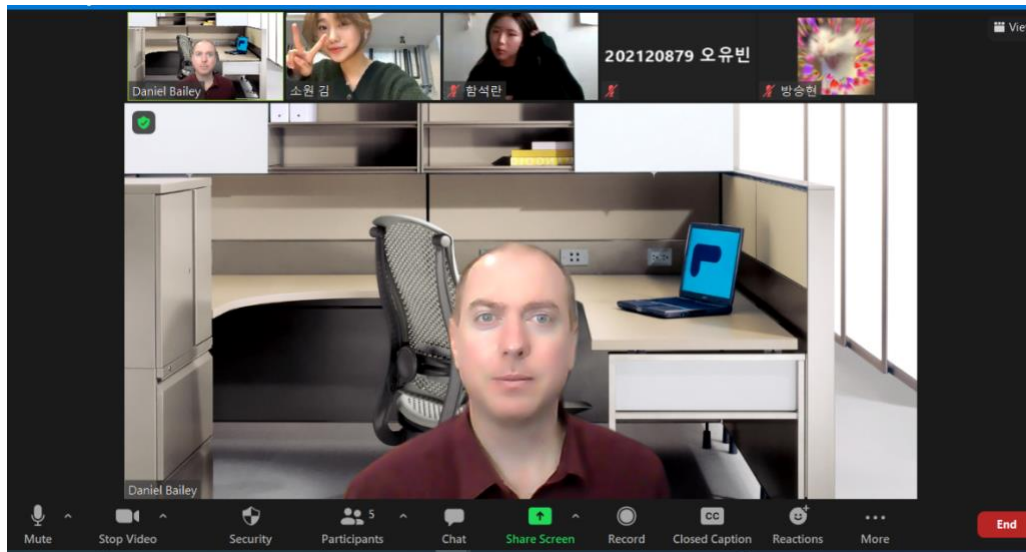 View
Daniel Bailey
소원 김
함석란
202120879 오유빈
방승현
Daniel Bailey
5
CC
Mute
Stop Video
Security
Participants
Chat
Share Screen
Record
Closed Caption
Reactions
More
End